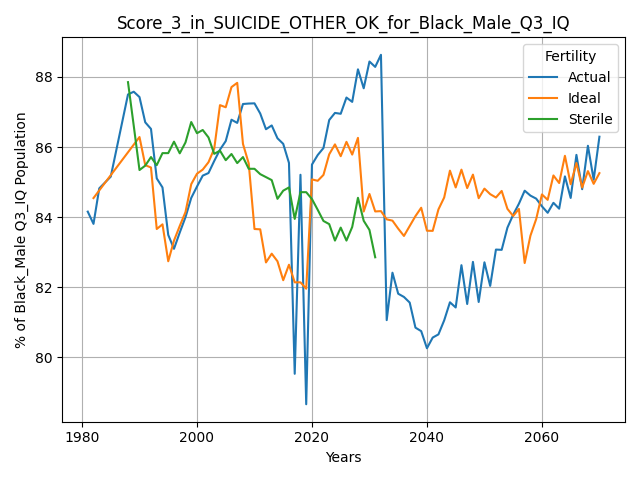 Score_3_in_SUICIDE_OTHER_OK_for_Black_Male_Q3_IQ
Fertility
Actual
Ideal
Sterile
% of Black_Male Q3_IQ Population
88
86
84
82
80
1980
2000
2020
2040
2060
Years